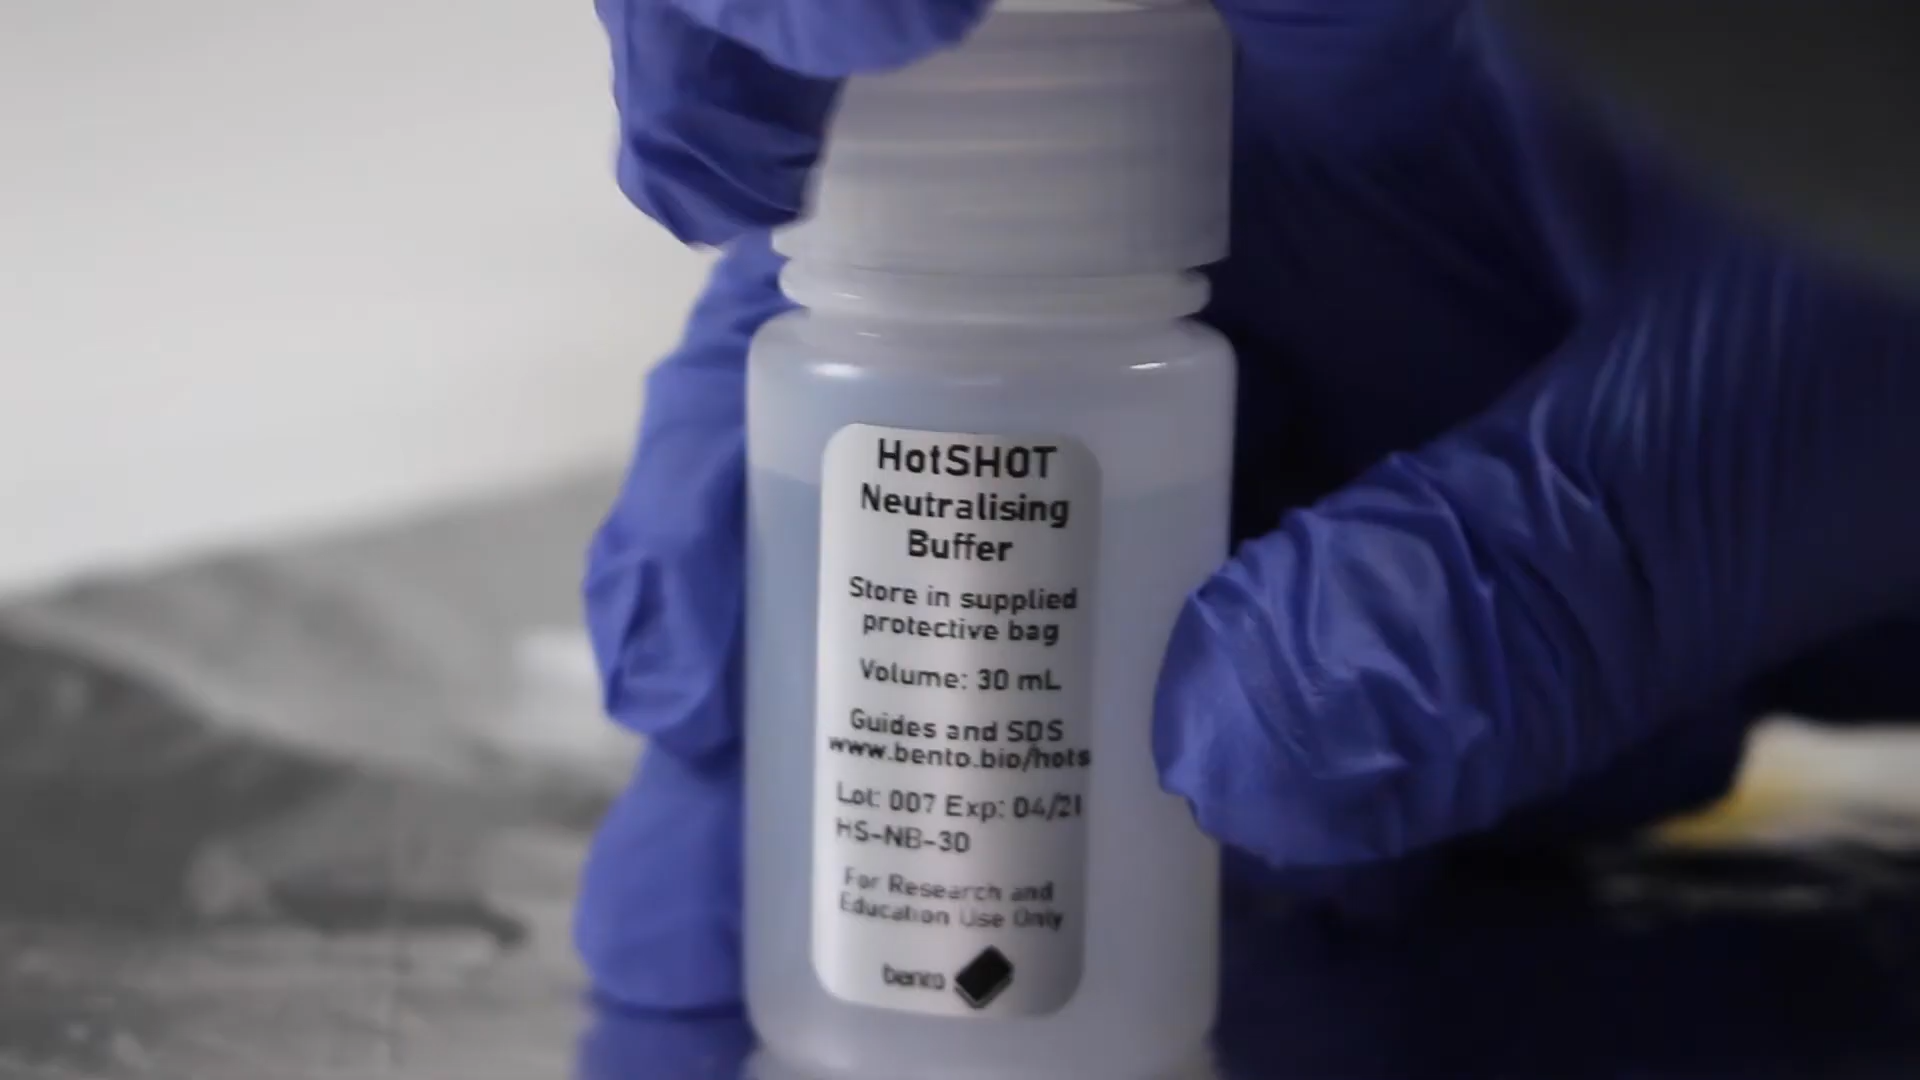 HotSHOT
Neutralising
Buffer
Store in supplied
protective bag
Volume: 30 mL
Guides and SDS
www.bento.bio/hots
Lot: 007 Exp: 04/21
HS-NB-30
For Research and
Education Use Only
bento